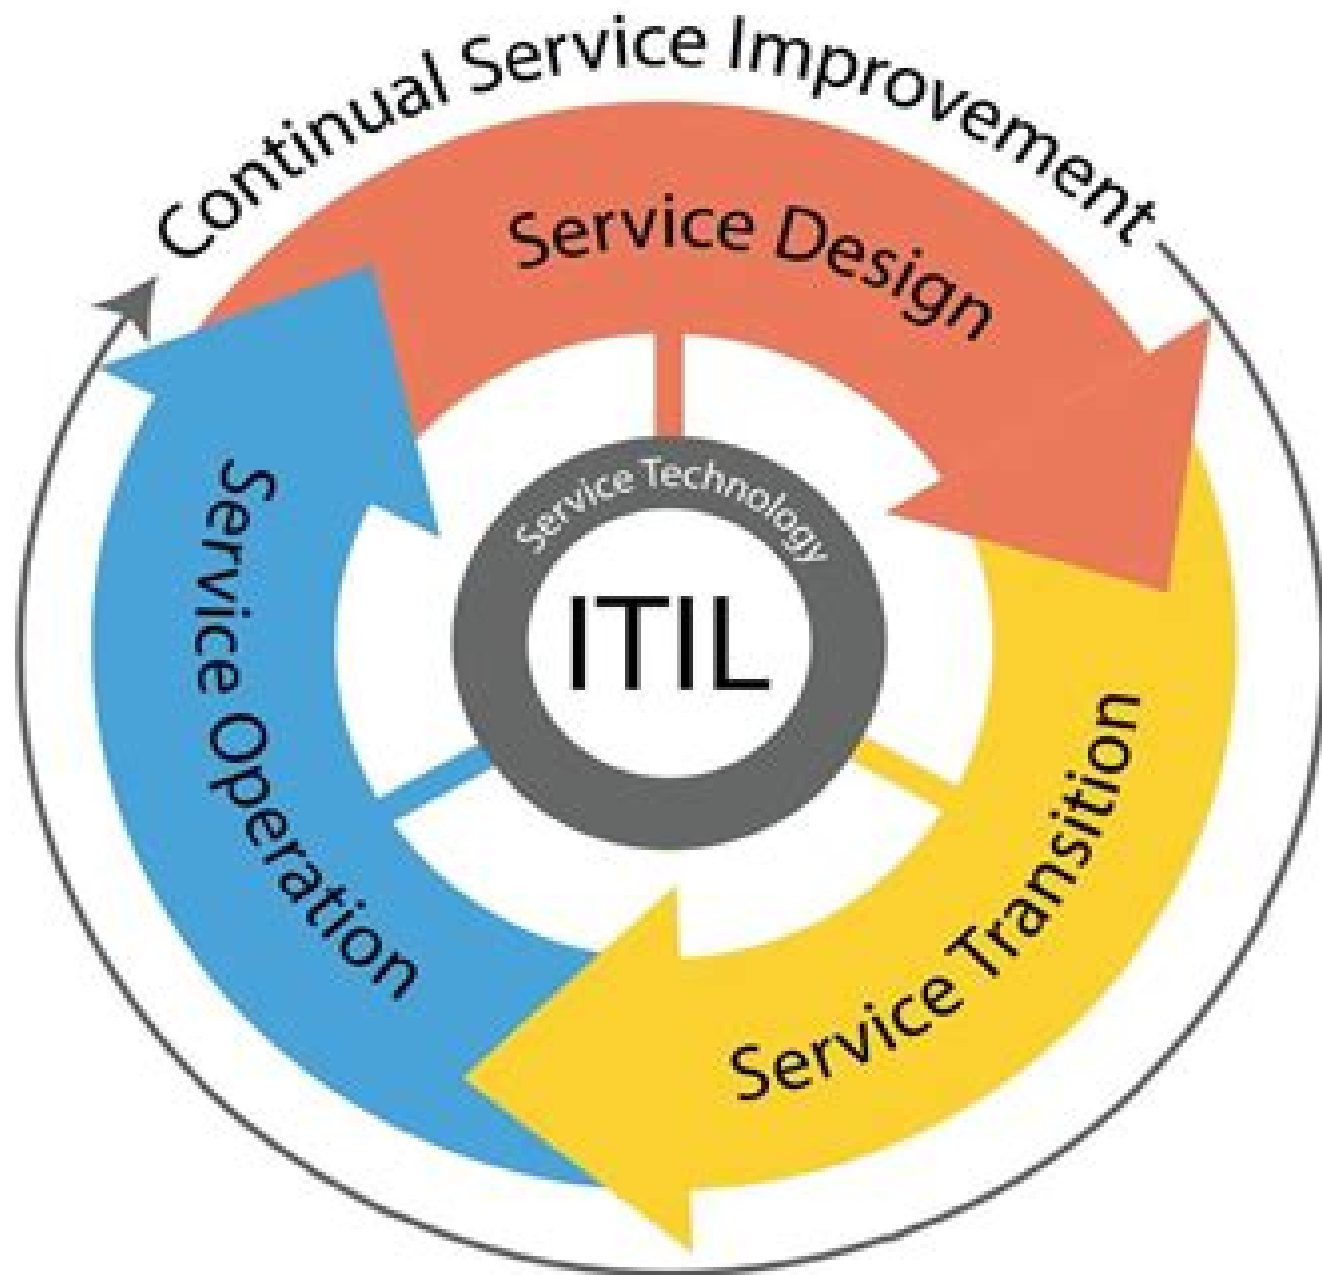 Continual Service Improvement
Service Design
Service Technology
ITIL
Service Operation
Service Transition